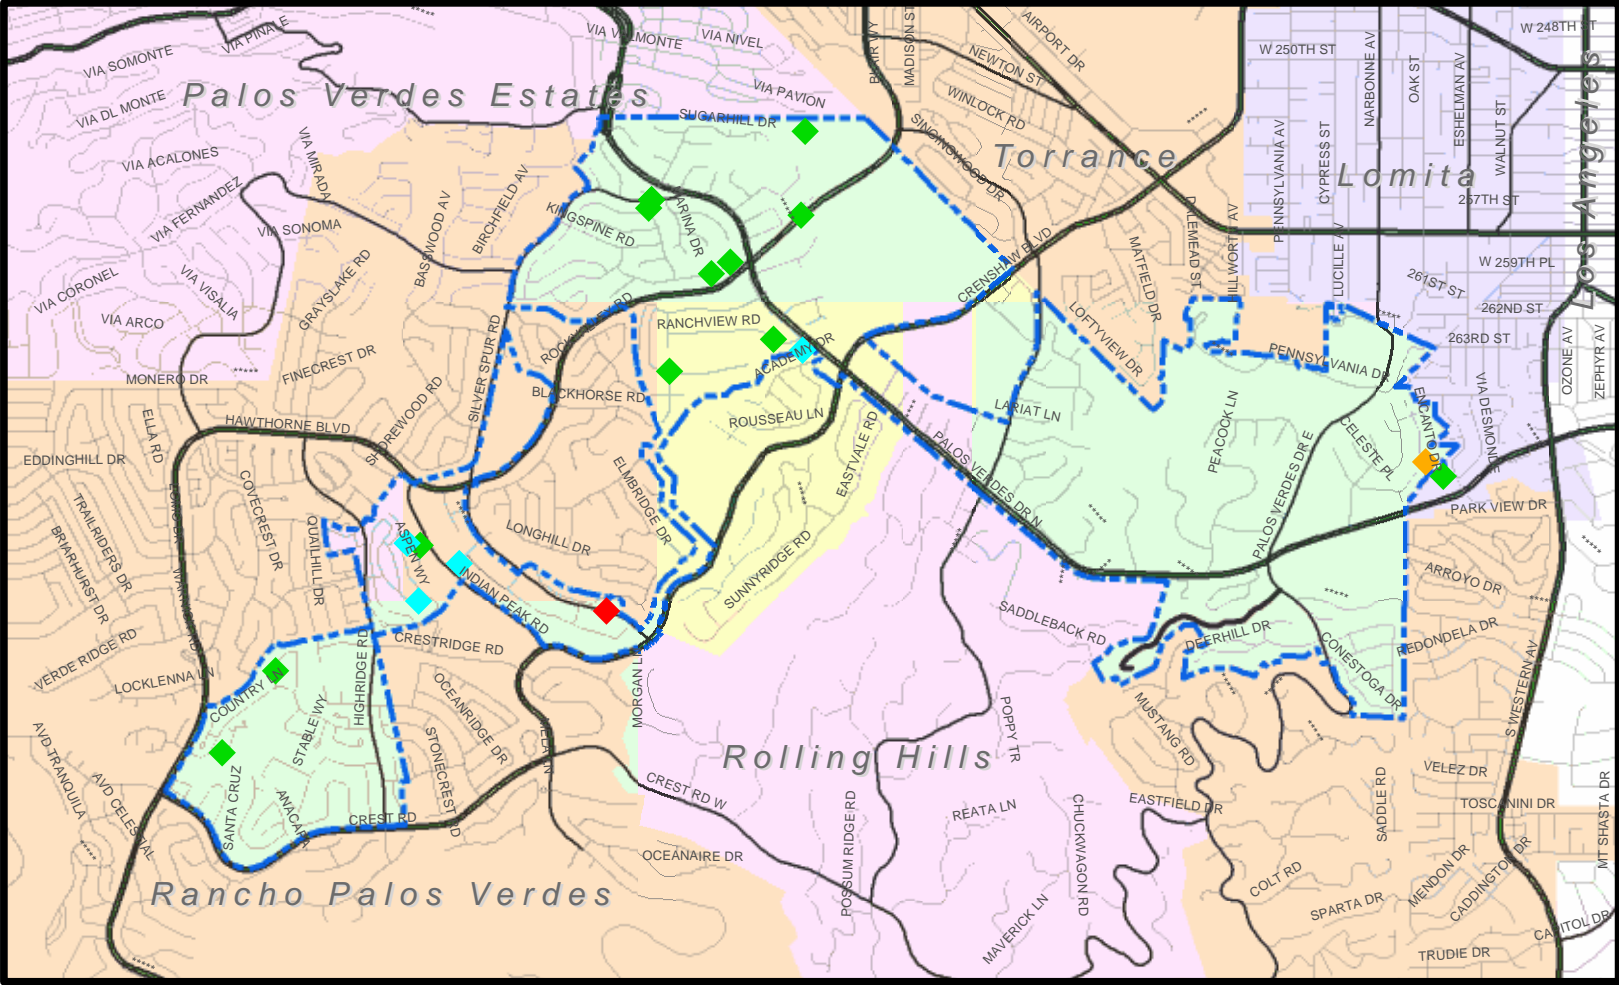 VIA PINALE
VIA SOMONTE
VIA VALMONTE
VIA NIVEL
BLAIR WY
MADISON ST
AIRPORT DR
NEWTON ST
W 248TH ST
W 250TH ST
NARBONNE AV
OAK ST
ESHELMAN AV
WALNUT ST
Los Angeles
Palos Verdes Estates
VIA DL MONTE
VIA PAVION
SUGARHILL DR
WINLOCK RD
SINGINGWOOD DR
Torrance
Lomita
PENNSYLVANIA AV
CYPRESS ST
VIA ACALONES
VIA MIRADA
VIA FERNANDEZ
VIA SONOMA
BASSWOOD AV
BIRCHFIELD AV
KINGSPINE RD
ARINA DR
DALEMEAD ST
257TH ST
VIA CORONEL
VIA VISALIA
GRAYSLAKE RD
CRENSHAW BLVD
MATFIELD DR
LUCILLE AV
W 259TH PL
261ST ST
262ND ST
263RD ST
VIA ARCO
FINECREST DR
SILVER SPUR RD
RANCHVIEW RD
ACADEMY DR
LOFTYVIEW DR
PENNSYLVANIA DR
OZONE AV
ZEPHYR AV
MONERO DR
ELLA RD
HAWTHORNE BLVD
SHOREWOOD RD
BLACKHORSE RD
ROUSSEAU LN
EASTVALE RD
LARIAT LN
PEACOCK LN
ENCANTO DR
VIA DESMONDE
CELESTE PL
EDDINGHILL DR
COVECREST DR
TRAILRIDERS DR
BRIARHURST DR
QUAILHILL DR
ASPEN WY
LONGHILL DR
ELMBRIDGE DR
PALOS VERDES DR N
PALOS VERDES DR E
PARK VIEW DR
INDIAN PEAK RD
SUNNYRIDGE RD
SADDLEBACK RD
DEERHILL DR
ARROYO DR
REDONDELA DR
CONESTOGA DR
VERDE RIDGE RD
LOCKLENNA LN
COUNTRY LN
CRESTRIDGE RD
HIGHRIDGE RD
STABLE WY
OCEANRIDGE DR
MORGAN LN
S WESTERN AV
Rolling Hills
POPPY TR
MUSTANG RD
AVD TRANQUILA
AVD CELESTIAL
SANTA CRUZ
ANACAPA
CREST RD
STONECREST RD
CREST RD W
REATA LN
EASTFIELD DR
SADDLE RD
VELEZ DR
TOSCANINI DR
MT SHASTA DR
Rancho Palos Verdes
OCEANAIRE DR
POSSUM RIDGE RD
CHUCKWAGON RD
MAVERICK LN
COLT RD
SPARTA DR
MENDON DR
CADDINGTON DR
CAPITOL DR
TRUDIE DR